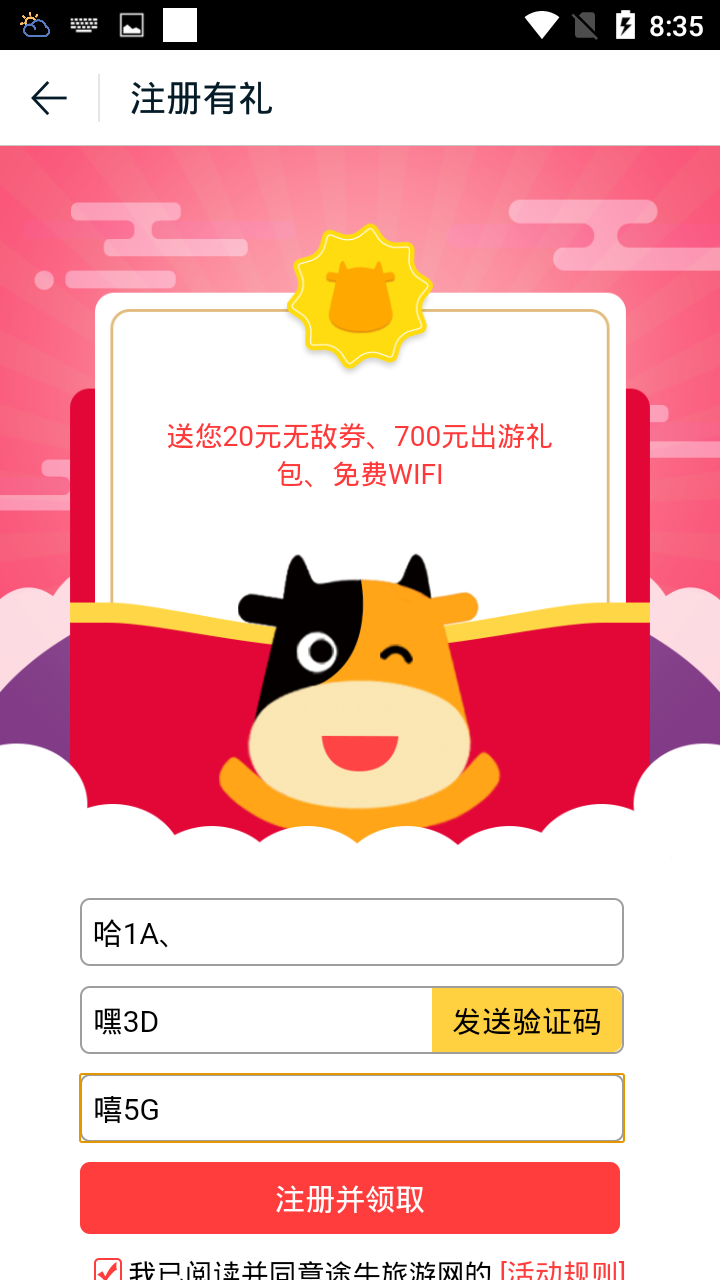 8:35
注册有礼
送您20元无敌券、700元出游礼
包、免费WIFI
哈1A、
嘿3D
发送验证码
嘻5G
注册并领取
我已阅读并同意途牛旅游网的 [活动规则]